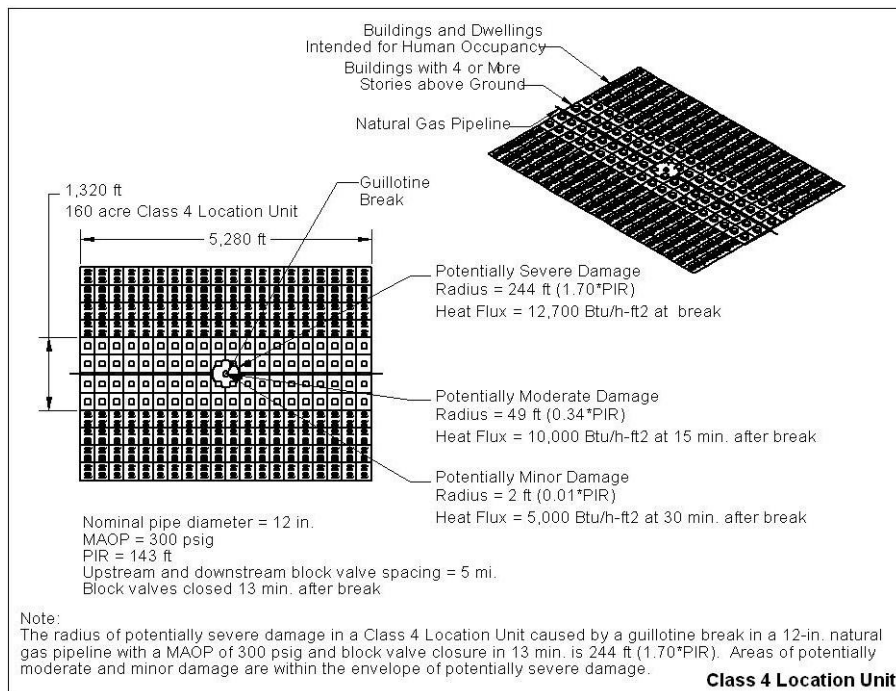 Buildings and Dwellings
Intended for Human Occupancy
Buildings with 4 or More
Stories above Ground
Natural Gas Pipeline
Guillotine
Break
1,320 ft
160 acre Class 4 Location Unit
5,280 ft
Potentially Severe Damage
Radius = 244 ft (1.70*PIR)
Heat Flux = 12,700 Btu/h-ft2 at break
Potentially Moderate Damage
Radius = 49 ft (0.34*PIR)
Heat Flux = 10,000 Btu/h-ft2 at 15 min. after break
Potentially Minor Damage
Radius = 2 ft (0.01*PIR)
Heat Flux = 5,000 Btu/h-ft2 at 30 min. after break
Nominal pipe diameter = 12 in.
MAOP = 300 psig
PIR = 143 ft
Upstream and downstream block valve spacing = 5 mi.
Block valves closed 13 min. after break
Note:
The radius of potentially severe damage in a Class 4 Location Unit caused by a guillotine break in a 12-in. natural
gas pipeline with a MAOP of 300 psig and block valve closure in 13 min. is 244 ft (1.70*PIR). Areas of potentially
moderate and minor damage are within the envelope of potentially severe damage.
Class 4 Location Unit